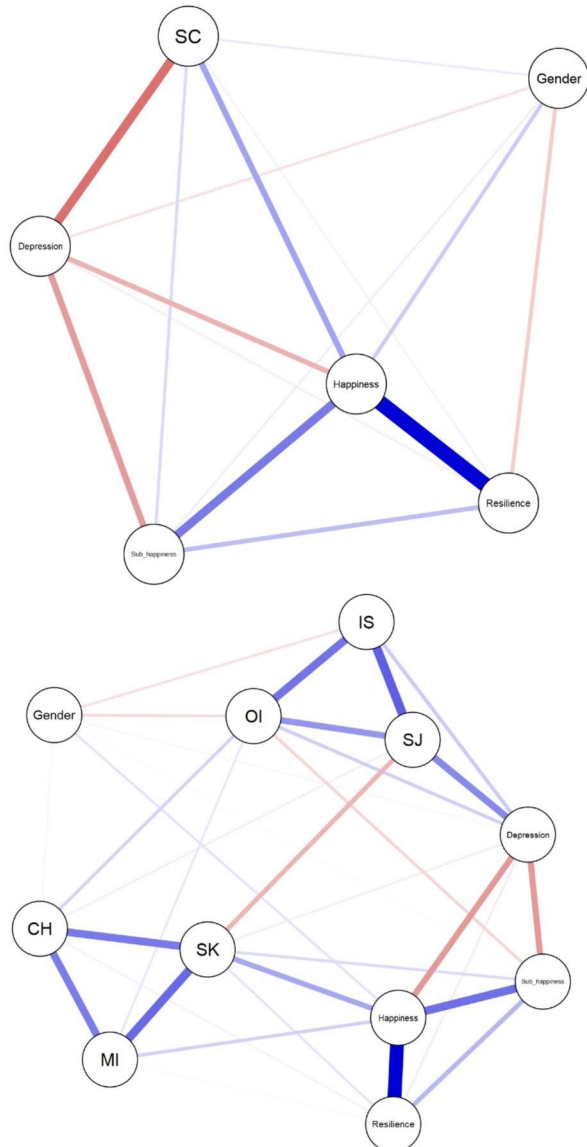 SC
Gender
Depression
Happiness
Resilience
Sub_happiness
IS
Gender
OI
SJ
Depression
CH
SK
Sub_happiness
Happiness
MI
Resilience